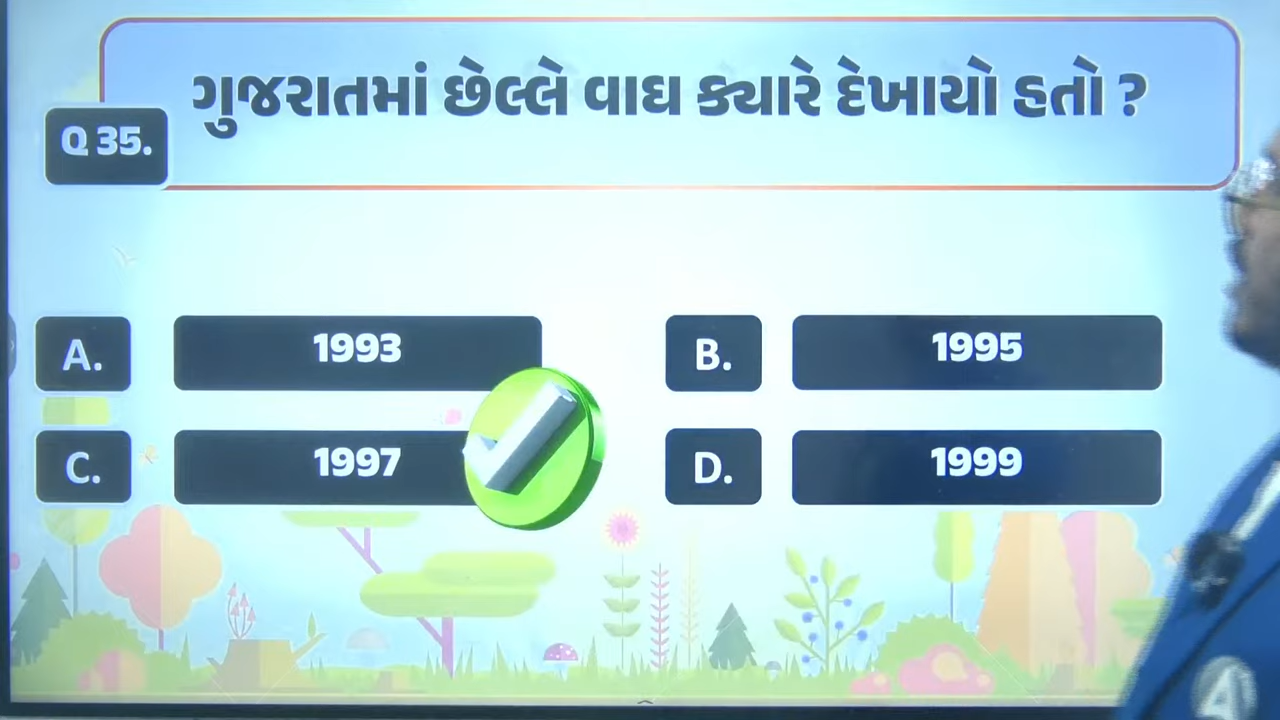 ગુજરાતમાં છેલ્લે વાઘ ક્યારે દેખાયો હતો ?
Q 35.
A. 1993
B. 1995
C. 1997
D. 1999